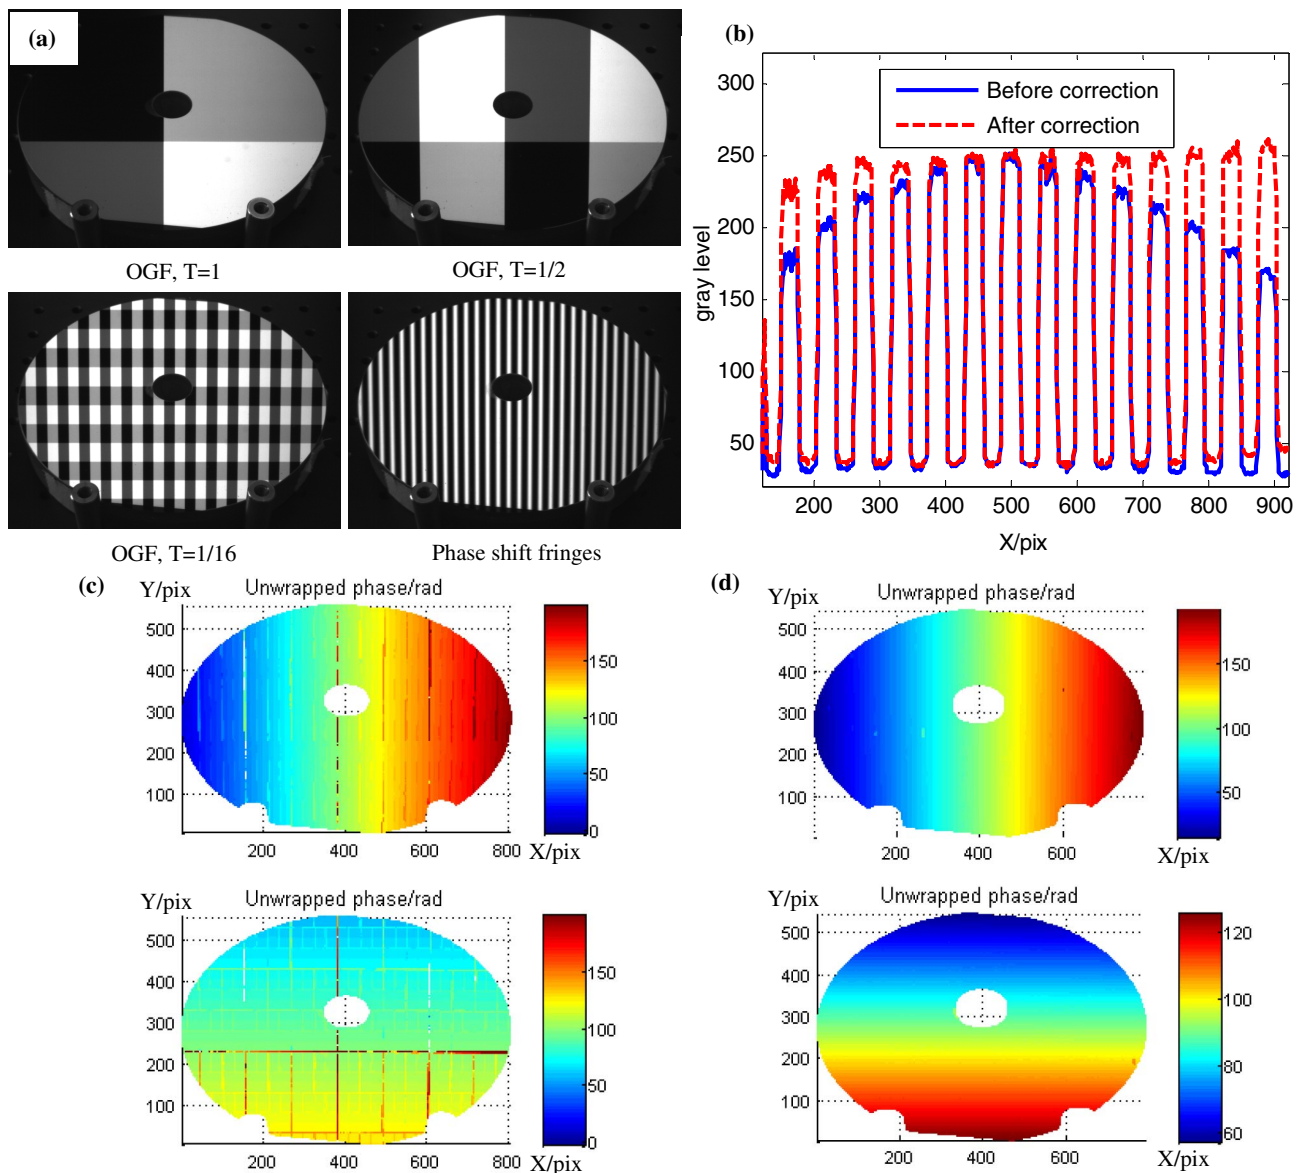 (a)
OGF, T=1
OGF, T=1/2
OGF, T=1/16
Phase shift fringes
(b)
300
250
200
150
100
50
gray level
Before correction
After correction
200 300 400 500 600 700 800 900
X/pix
(c)
Y/pix
Unwrapped phase/rad
500
400
300
200
100
200 400 600 800
X/pix
150
100
50
0
Y/pix
Unwrapped phase/rad
500
400
300
200
100
200 400 600 800
X/pix
150
100
50
0
(d)
Y/pix
Unwrapped phase/rad
500
400
300
200
100
200 400 600
X/pix
150
100
50
Y/pix
Unwrapped phase/rad
500
400
300
200
100
200 400 600
X/pix
120
100
80
60